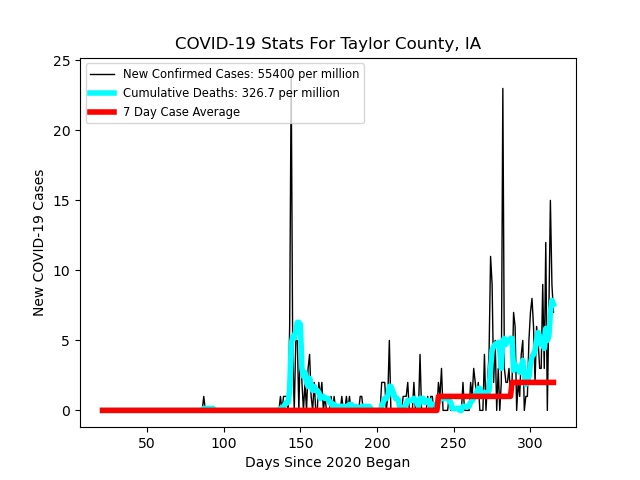 COVID-19 Stats For Taylor County, IA
New Confirmed Cases: 55400 per million
Cumulative Deaths: 326.7 per million
7 Day Case Average
New COVID-19 Cases
25
20
15
10
5
0
50 100 150 200 250 300
Days Since 2020 Began